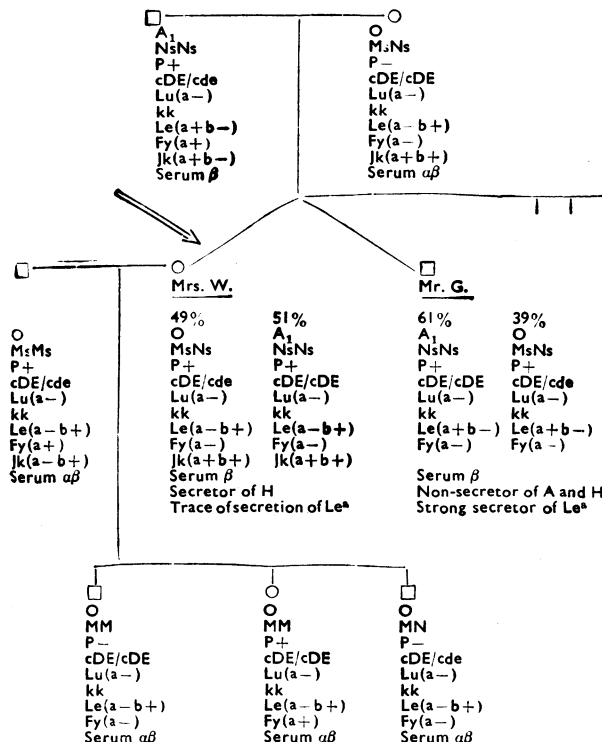 A₁
NsNs
P+
cDE/cde
Lu(a−)
kk
Le(a+b−)
Fy(a+)
Jk(a+b−)
Serum β
O
MsNs
P−
cDE/cDE
Lu(a−)
kk
Le(a−b+)
Fy(a−)
Jk(a+b+)
Serum αβ
O
MsMs
P+
cDE/cde
Lu(a−)
kk
Le(a−b+)
Fy(a+)
Jk(a−b+)
Serum αβ
Mrs. W.
49%
O
MsNs
P+
cDE/cde
Lu(a−)
kk
Le(a−b+)
Fy(a−)
Jk(a+b+)
Serum β
Secretor of H
Trace of secretion of Leᵃ
51%
A₁
NsNs
P+
cDE/cDE
Lu(a−)
kk
Le(a−b+)
Fy(a−)
Jk(a+b+)
Mr. G.
61%
A₁
NsNs
P+
cDE/cDE
Lu(a−)
kk
Le(a+b−)
Fy(a−)
Serum β
Non-secretor of A and H
Strong secretor of Leᵃ
39%
O
MsNs
P+
cDE/cde
Lu(a−)
kk
Le(a+b−)
Fy(a−)
O
MM
P−
cDE/cDE
Lu(a−)
kk
Le(a−b+)
Fy(a−)
Serum αβ
O
MM
P+
cDE/cDE
Lu(a−)
kk
Le(a−b+)
Fy(a+)
Serum αβ
O
MN
P−
cDE/cde
Lu(a−)
kk
Le(a−b+)
Fy(a−)
Serum αβ